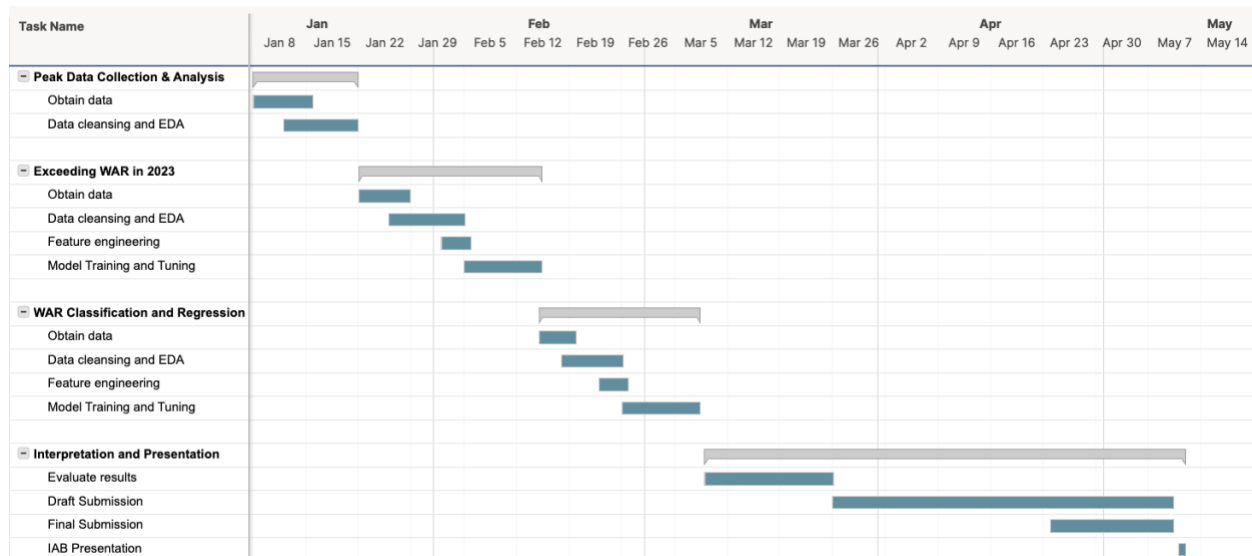 Task Name Jan Feb Mar Apr May
Jan 8 Jan 15 Jan 22 Jan 29 Feb 5 Feb 12 Feb 19 Feb 26 Mar 5 Mar 12 Mar 19 Mar 26 Apr 2 Apr 9 Apr 16 Apr 23 Apr 30 May 7 May 14
Peak Data Collection & Analysis
Obtain data
Data cleansing and EDA
Exceeding WAR in 2023
Obtain data
Data cleansing and EDA
Feature engineering
Model Training and Tuning
WAR Classification and Regression
Obtain data
Data cleansing and EDA
Feature engineering
Model Training and Tuning
Interpretation and Presentation
Evaluate results
Draft Submission
Final Submission
IAB Presentation